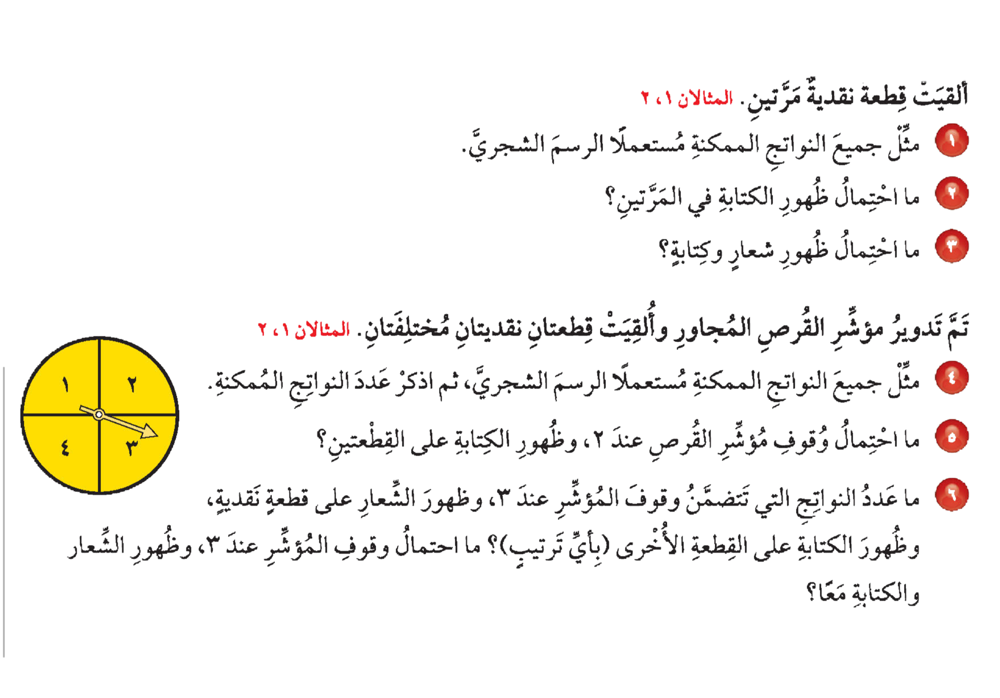 ألقيَتْ قِطعة نقديةٌ مَرَّتينِ. المثالان ١، ٢
١ مثِّلْ جميعَ النواتجِ الممكنةِ مُستعملًا الرسمَ الشجريَّ.
٢ ما احْتِمالُ ظُهورِ الكتابةِ في المَرَّتينِ؟
٣ ما احْتِمالُ ظُهورِ شعارٍ وكِتابةٍ؟
تَمَّ تَدويرُ مؤشِّرِ القُرصِ المُجاورِ وأُلقِيَتْ قِطعتانِ نقديتانِ مُختلِفَتانِ. المثالان ١، ٢
٤ مثِّلْ جميعَ النواتجِ الممكنةِ مُستعملًا الرسمَ الشجريَّ، ثم اذكرْ عَددَ النواتِجِ المُمكنةِ.
٥ ما احْتِمالُ وُقوفِ مُؤشِّرِ القُرصِ عندَ ٢، وظُهورِ الكِتابةِ على القِطْعتينِ؟
٦ ما عَددُ النواتِجِ التي تَتضمَّنُ وقوفَ المُؤشِّرِ عندَ ٣، وظهورَ الشِّعارِ على قطعةٍ نَقديةٍ،
وظُهورَ الكتابةِ على القِطعةِ الأُخْرى (بِأيِّ تَرتيبٍ)؟ ما احتمالُ وقوفِ المُؤشِّرِ عندَ ٣، وظُهورِ الشِّعار
والكتابةِ مَعًا؟
٢ ١
٣ ٤